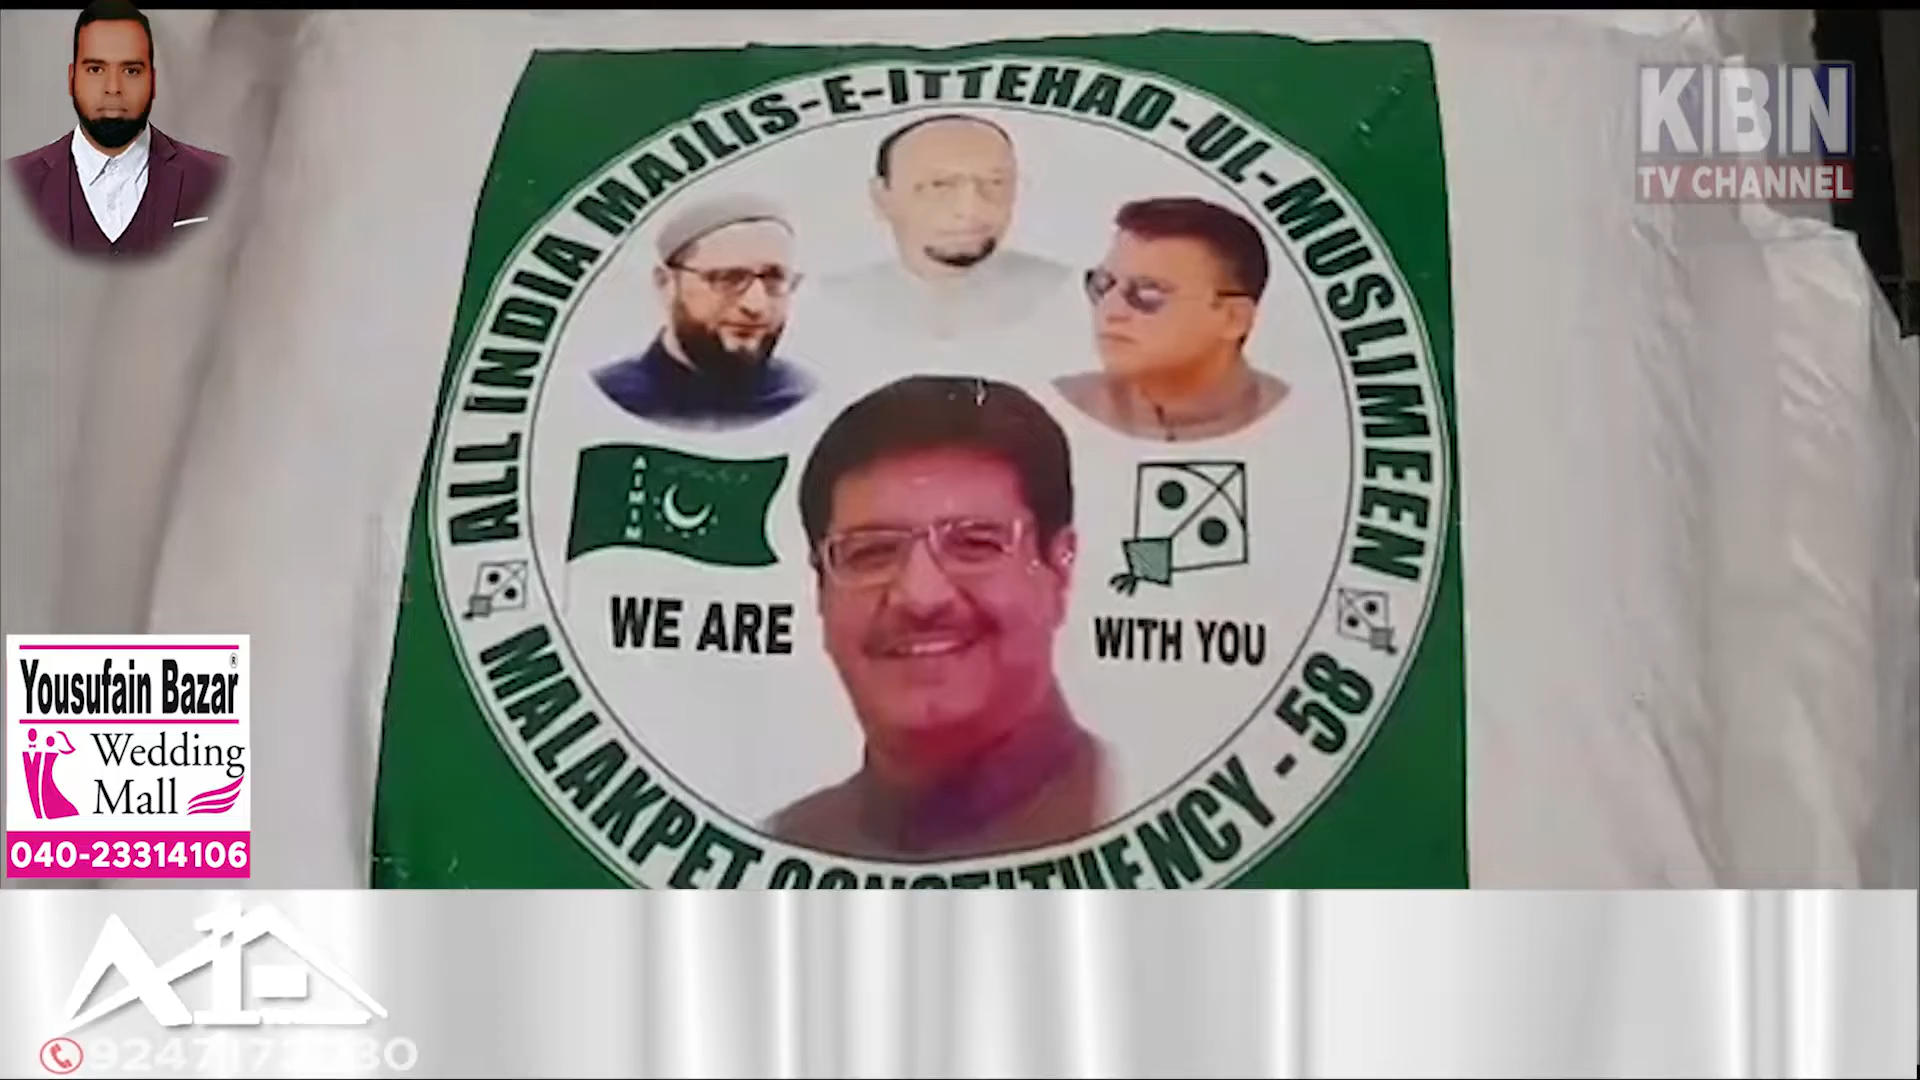 KBN
TV CHANNEL
ALL INDIA MAJLIS-E-ITTEHAD-UL-MUSLIMEEN
AIMIM
WE ARE
WITH YOU
MALAKPET CONSTITUENCY - 58
Yousufain Bazar®
Wedding
Mall
040-23314106